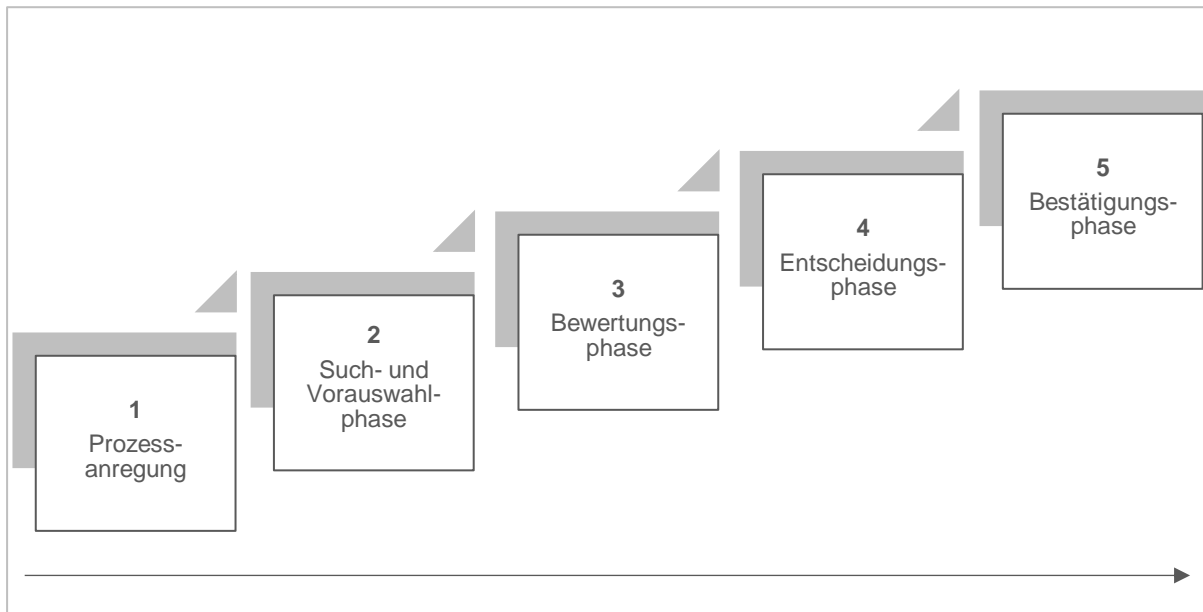 1
Prozess-
anregung
2
Such- und
Vorauswahl-
phase
3
Bewertungs-
phase
4
Entscheidungs-
phase
5
Bestätigungs-
phase